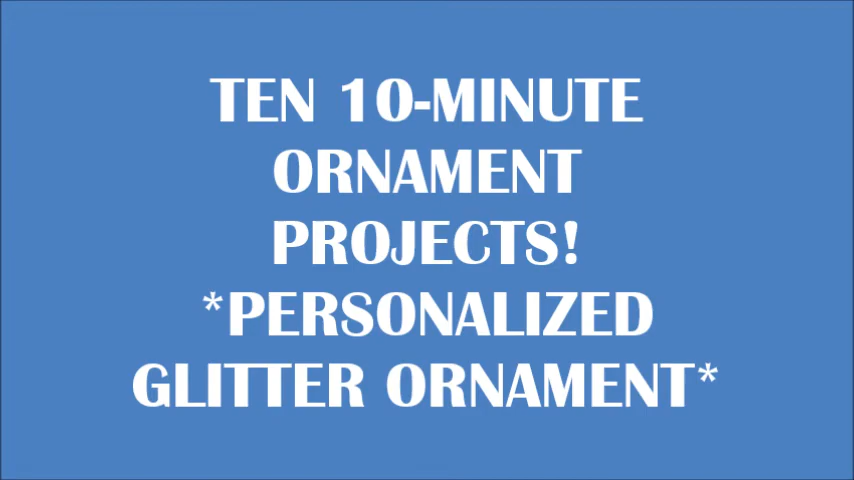 TEN 10-MINUTE
ORNAMENT
PROJECTS!
*PERSONALIZED
GLITTER ORNAMENT*